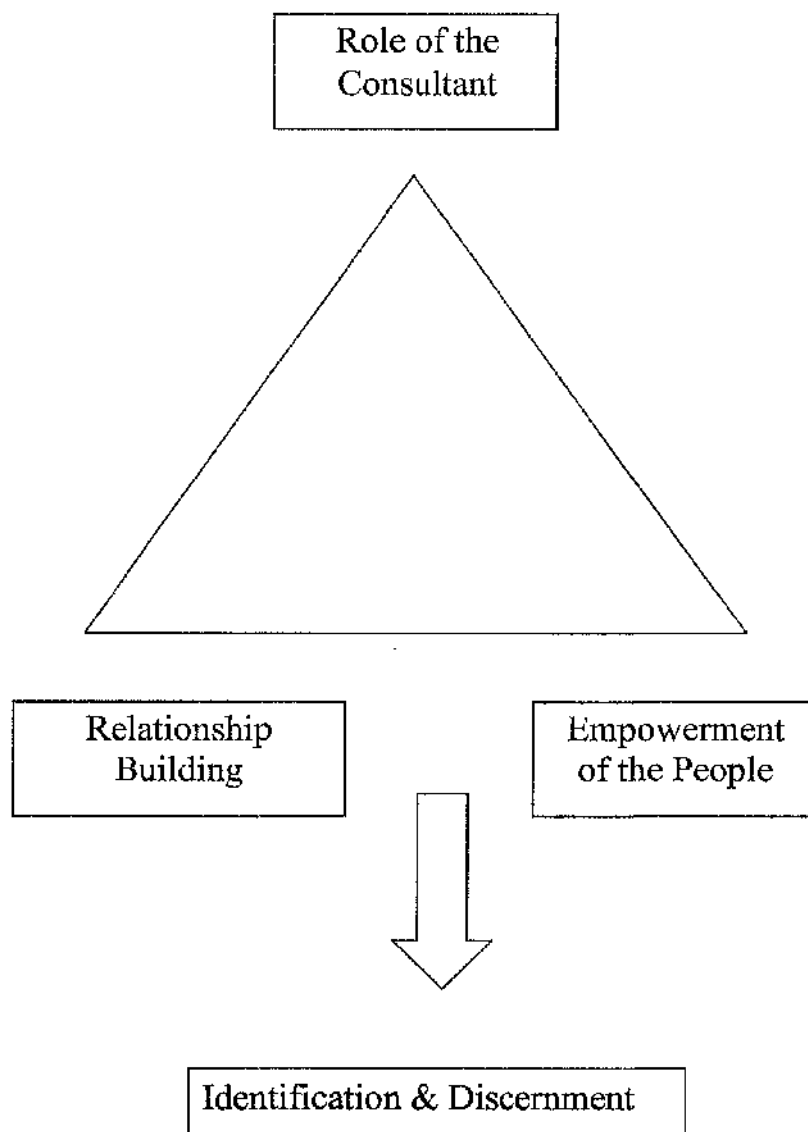 Role of the
Consultant
Relationship
Building
Empowerment
of the People
Identification & Discernment